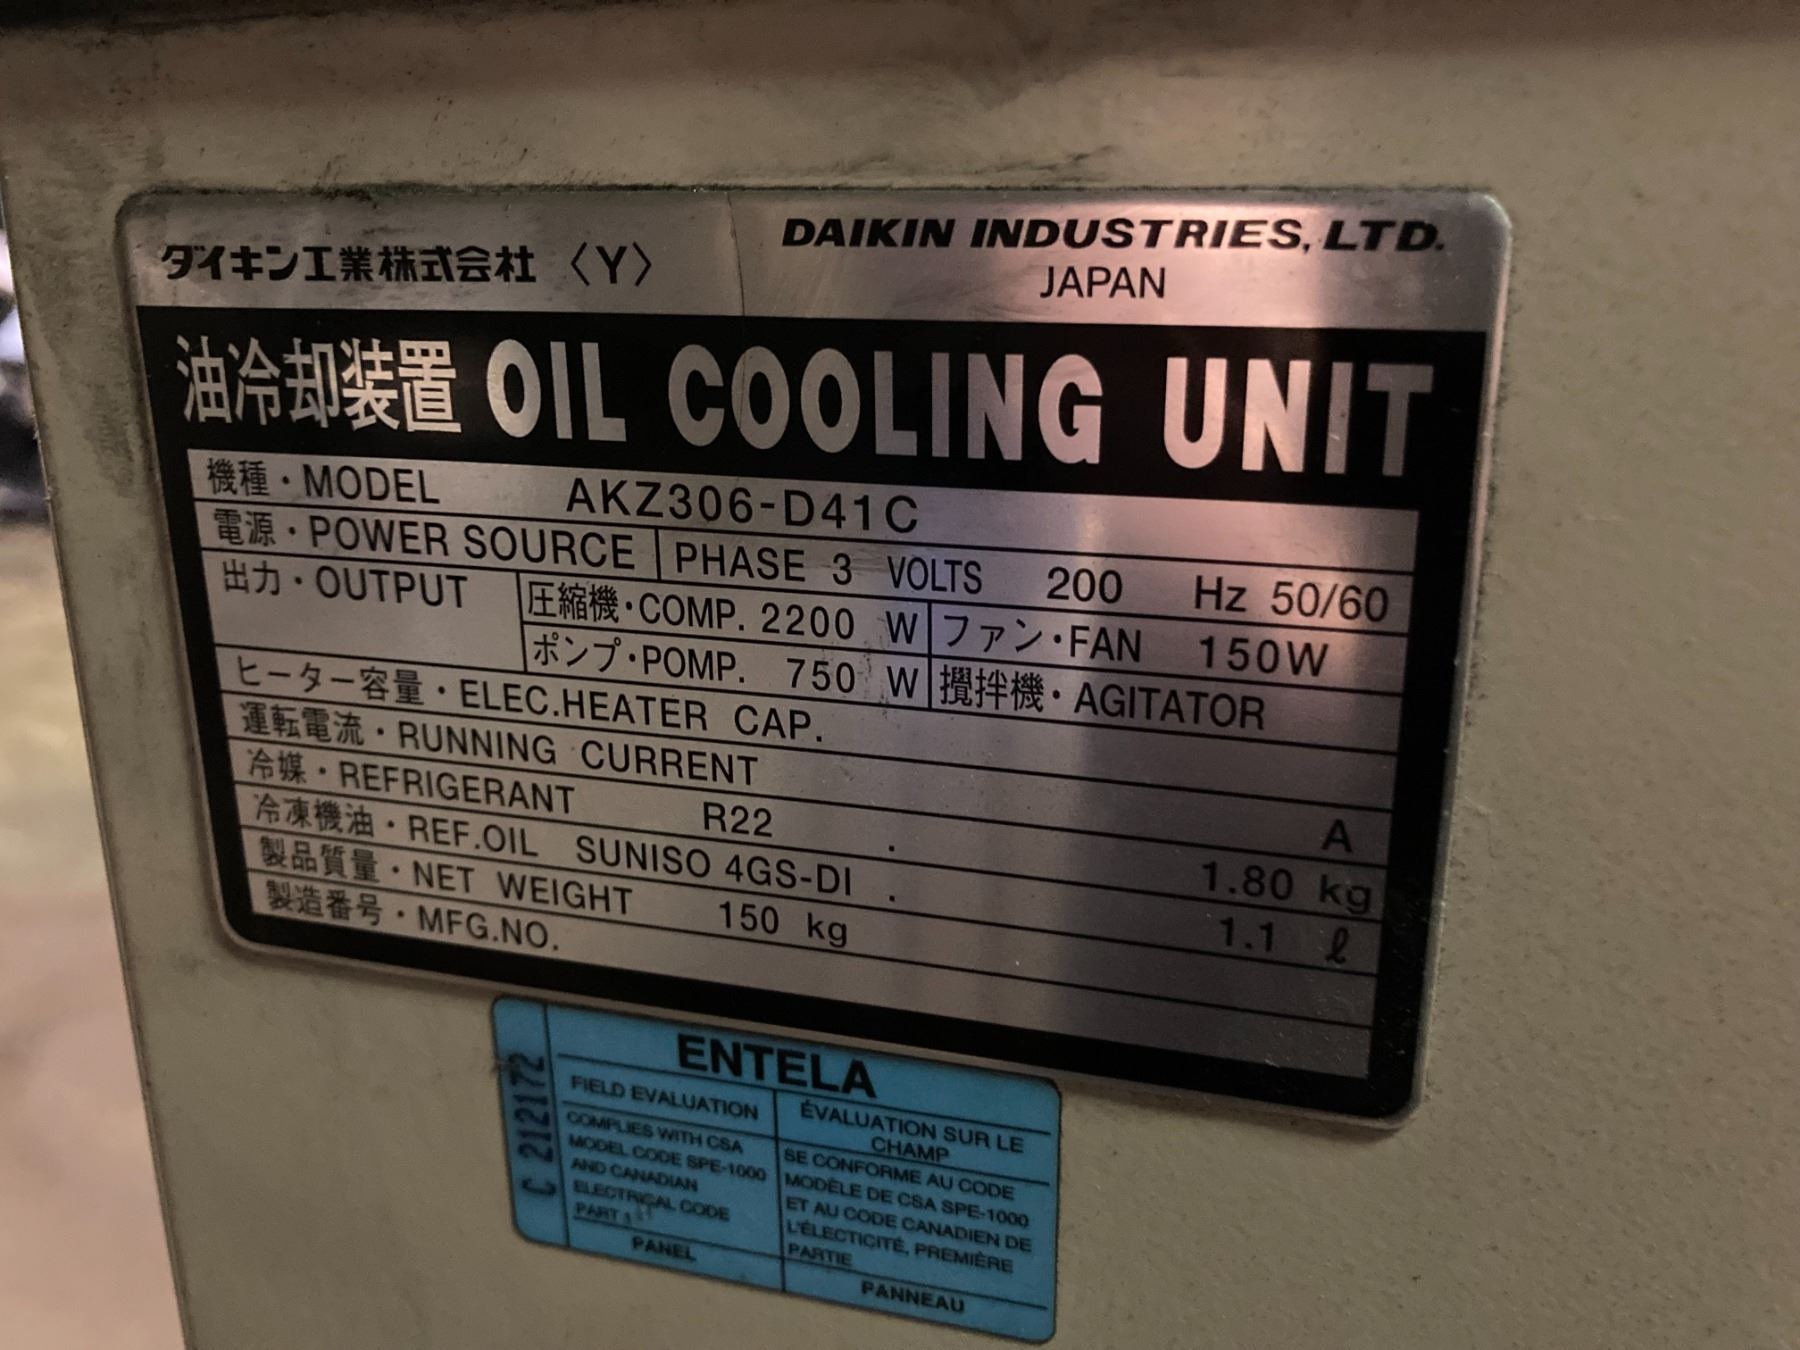 ダイキン工業株式会社 〈Y〉
DAIKIN INDUSTRIES, LTD.
JAPAN
油冷却装置 OIL COOLING UNIT
機種・MODEL AKZ306-D41C
電源・POWER SOURCE PHASE 3 VOLTS 200 Hz 50/60
出力・OUTPUT 圧縮機・COMP. 2200 W ファン・FAN 150W
ポンプ・POMP. 750 W 攪拌機・AGITATOR
ヒーター容量・ELEC.HEATER CAP.
運転電流・RUNNING CURRENT A
冷媒・REFRIGERANT R22 . 1.80 kg
冷凍機油・REF.OIL SUNISO 4GS-DI . 1.1 ℓ
製品質量・NET WEIGHT 150 kg
製造番号・MFG.NO.
C 212172
ENTELA
FIELD EVALUATION
COMPLIES WITH CSA
MODEL CODE SPE-1000
AND CANADIAN
ELECTRICAL CODE
PART 1
PANEL
ÉVALUATION SUR LE
CHAMP
SE CONFORME AU CODE
MODÈLE DE CSA SPE-1000
ET AU CODE CANADIEN DE
L'ÉLECTICITÉ, PREMIÈRE
PARTIE
PANNEAU